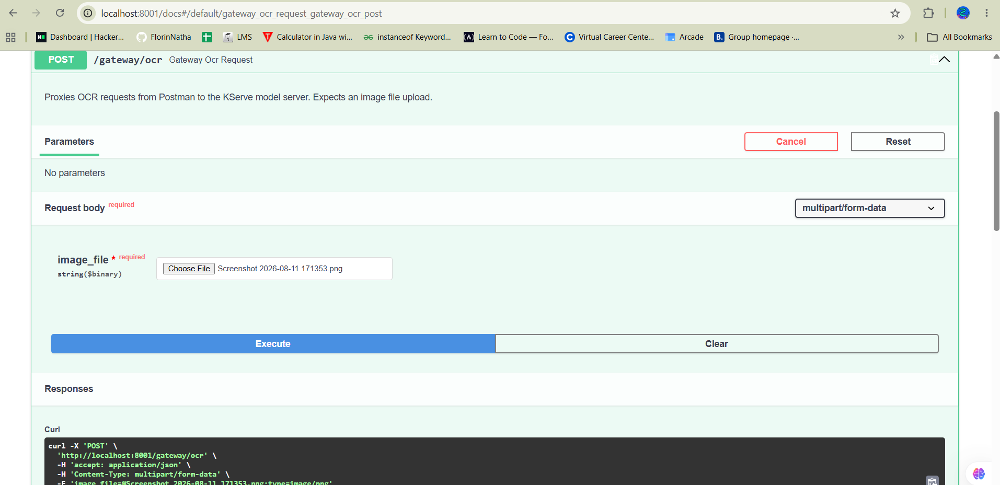 localhost:8001/docs#/default/gateway_ocr_request_gateway_ocr_post
Dashboard | Hacker... FlorinNatha LMS Calculator in Java wi... instanceof Keyword... Learn to Code — Fo... Virtual Career Cente... Arcade B. Group homepage ·... » All Bookmarks
POST /gateway/ocr Gateway Ocr Request
Proxies OCR requests from Postman to the KServe model server. Expects an image file upload.
Parameters Cancel Reset
No parameters
Request body required multipart/form-data
image_file * required
string($binary)
Choose File Screenshot 2026-08-11 171353.png
Execute Clear
Responses
Curl
curl -X 'POST' \
'http://localhost:8001/gateway/ocr' \
-H 'accept: application/json' \
-H 'Content-Type: multipart/form-data' \
-F 'image_file=@Screenshot 2026-08-11 171353.png;type=image/png'